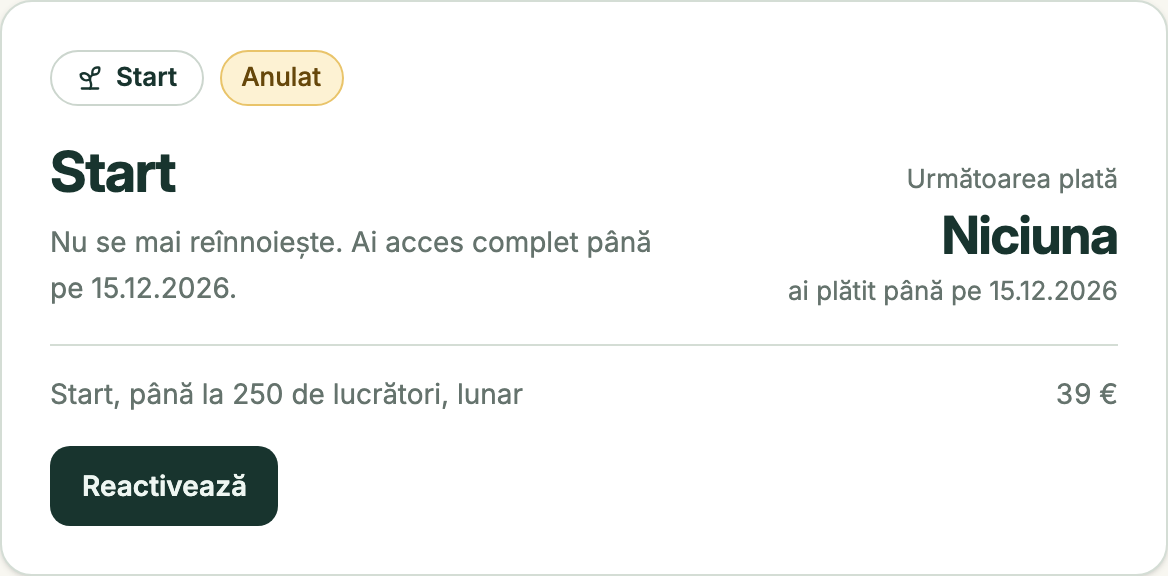 Start
Anulat
Start
Nu se mai reînnoiește. Ai acces complet până
pe 15.12.2026.
Următoarea plată
Niciuna
ai plătit până pe 15.12.2026
Start, până la 250 de lucrători, lunar
39 €
Reactivează